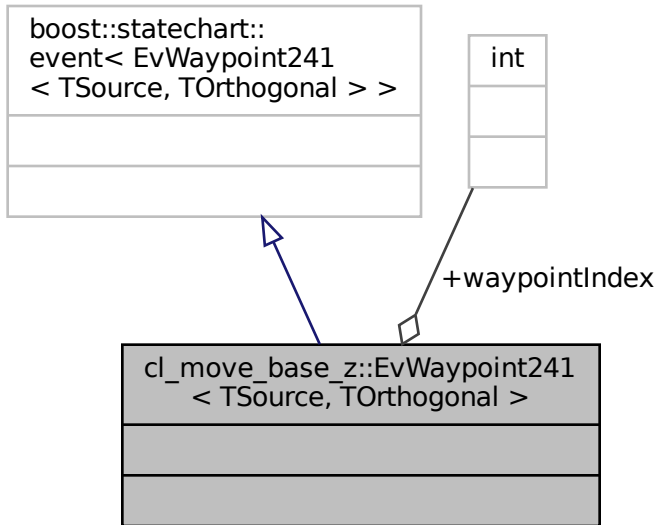 boost::statechart::
event< EvWaypoint241
< TSource, TOrthogonal > >
int
+waypointIndex
cl_move_base_z::EvWaypoint241
< TSource, TOrthogonal >